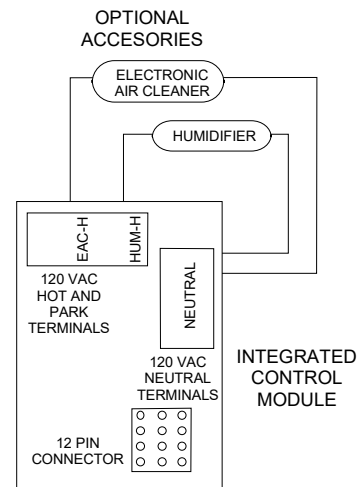 OPTIONAL
ACCESORIES
ELECTRONIC
AIR CLEANER
HUMIDIFIER
EAC-H
HUM-H
120 VAC
HOT AND
PARK
TERMINALS
NEUTRAL
120 VAC
NEUTRAL
TERMINALS
INTEGRATED
CONTROL
MODULE
12 PIN
CONNECTOR